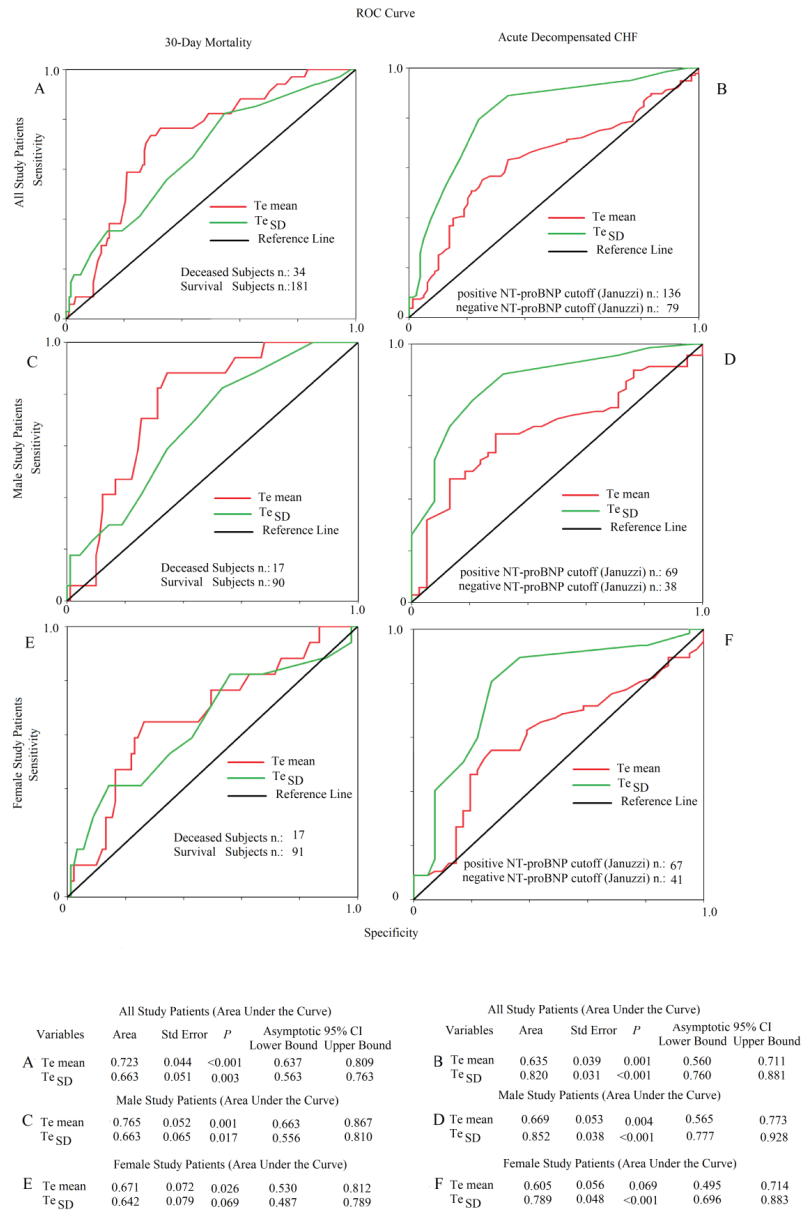 ROC Curve
30-Day Mortality
Acute Decompensated CHF
All Study Patients
Sensitivity
A
1.0
Te mean
Te SD
Reference Line
Deceased Subjects n.: 34
Survival Subjects n.:181
0
0
1.0
B
1.0
Te mean
Te SD
Reference Line
positive NT-proBNP cutoff (Januzzi) n.: 136
negative NT-proBNP cutoff (Januzzi) n.: 79
0
0
1.0
Male Study Patients
Sensitivity
C
1.0
Te mean
Te SD
Reference Line
Deceased Subjects n.: 17
Survival Subjects n.: 90
0
0
1.0
D
1.0
Te mean
Te SD
Reference Line
positive NT-proBNP cutoff (Januzzi) n.: 69
negative NT-proBNP cutoff (Januzzi) n.: 38
0
0
1.0
Female Study Patients
Sensitivity
E
1.0
Te mean
Te SD
Reference Line
Deceased Subjects n.: 17
Survival Subjects n.: 91
0
0
1.0
F
1.0
Te mean
Te SD
Reference Line
positive NT-proBNP cutoff (Januzzi) n.: 67
negative NT-proBNP cutoff (Januzzi) n.: 41
0
0
1.0
Specificity
All Study Patients (Area Under the Curve)
Variables Area Std Error P Asymptotic 95% CI
Lower Bound Upper Bound
A Te mean 0.723 0.044 <0.001 0.637 0.809
Te SD 0.663 0.051 0.003 0.563 0.763
Male Study Patients (Area Under the Curve)
C Te mean 0.765 0.052 0.001 0.663 0.867
Te SD 0.663 0.065 0.017 0.556 0.810
Female Study Patients (Area Under the Curve)
E Te mean 0.671 0.072 0.026 0.530 0.812
Te SD 0.642 0.079 0.069 0.487 0.789
All Study Patients (Area Under the Curve)
Variables Area Std Error P Asymptotic 95% CI
Lower Bound Upper Bound
B Te mean 0.635 0.039 0.001 0.560 0.711
Te SD 0.820 0.031 <0.001 0.760 0.881
Male Study Patients (Area Under the Curve)
D Te mean 0.669 0.053 0.004 0.565 0.773
Te SD 0.852 0.038 <0.001 0.777 0.928
Female Study Patients (Area Under the Curve)
F Te mean 0.605 0.056 0.069 0.495 0.714
Te SD 0.789 0.048 <0.001 0.696 0.883